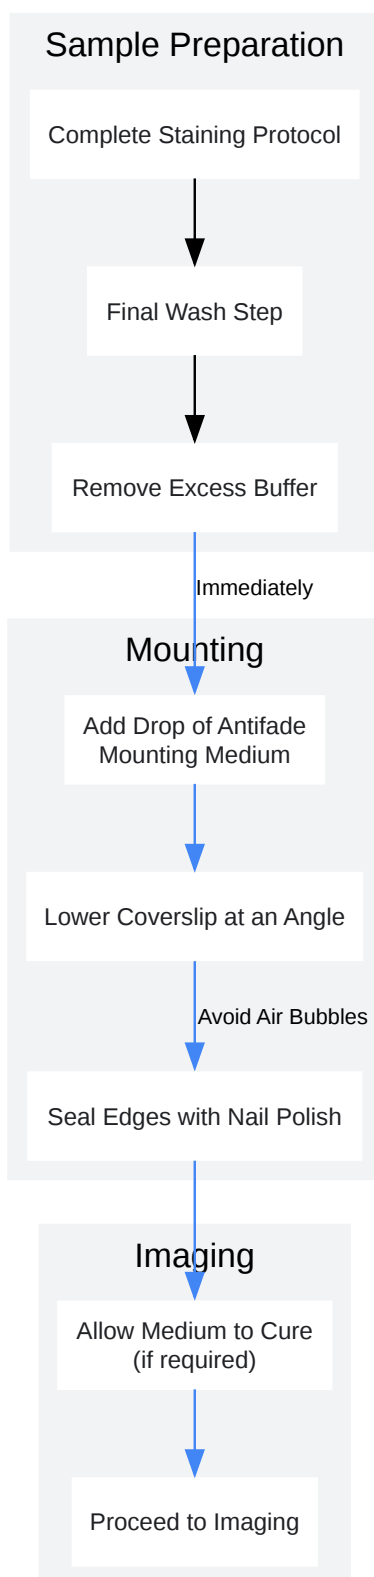 Sample Preparation
Complete Staining Protocol
Final Wash Step
Remove Excess Buffer
Immediately
Mounting
Add Drop of Antifade
Mounting Medium
Lower Coverslip at an Angle
Avoid Air Bubbles
Seal Edges with Nail Polish
Imaging
Allow Medium to Cure
(if required)
Proceed to Imaging